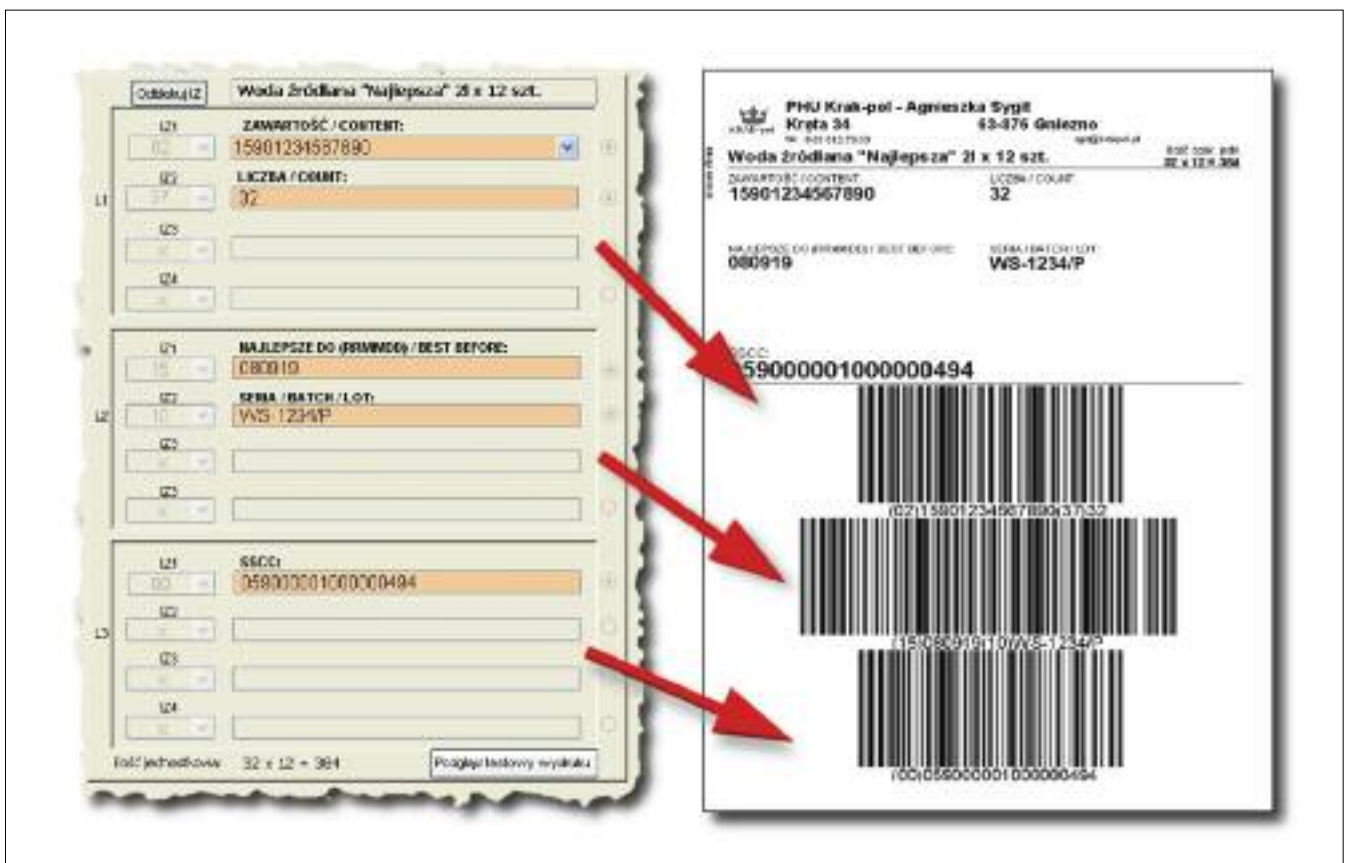 Odblokuj IZ
Woda źródlana "Najlepsza" 2l x 12 szt.
IZ1 ZAWARTOŚĆ / CONTENT:
02 15901234567890
IZ2 LICZBA / COUNT:
L1 37 32
IZ3
IZ4
IZ1 NAJLEPSZE DO (RRMMDD) / BEST BEFORE:
15 080919
IZ2 SERIA / BATCH / LOT:
L2 10 WS-1234/P
IZ3
IZ3
IZ1 SSCC:
00 059000001000000494
IZ2
L3
IZ3
IZ4
Ilość jednostkowa: 32 x 12 = 384
Podgląd testowy wydruku
PHU Krak-pol - Agnieszka Sygit
KRAK-pol Kręta 34 63-876 Gniezno
Woda źródlana "Najlepsza" 2l x 12 szt.
32 x 12 = 384
ZAWARTOŚĆ / CONTENT: LICZBA / COUNT:
15901234567890 32
NAJLEPSZE DO (RRMMDD) / BEST BEFORE: SERIA / BATCH / LOT:
080919 WS-1234/P
SSCC:
059000001000000494
(02)15901234567890(37)32
(15)080919(10)WS-1234/P
(00)059000001000000494